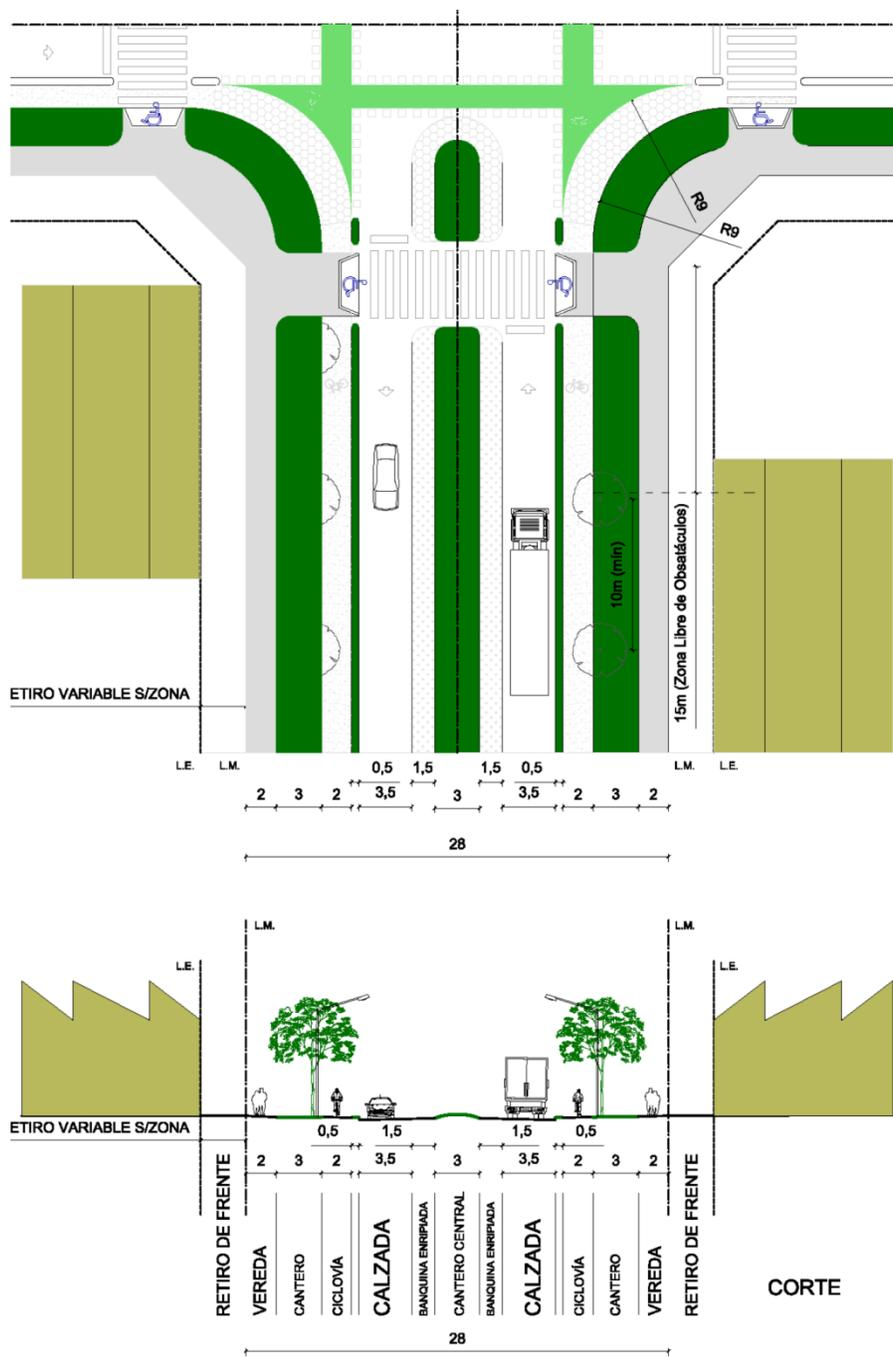 R9
R9
10m (min)
15m (Zona Libre de Obsatáculos)
ETIRO VARIABLE S/ZONA
L.E. L.M. 0,5 1,5 1,5 0,5 L.M. L.E.
2 3 2 3,5 3 3,5 2 3 2
28
L.M. L.M.
L.E. L.E.
ETIRO VARIABLE S/ZONA
0,5 1,5 1,5 0,5
2 3 2 3,5 3 3,5 2 3 2
RETIRO DE FRENTE
VEREDA
CANTERO
CICLOVÍA
CALZADA
BANQUINA ENRIPIADA
CANTERO CENTRAL
BANQUINA ENRIPIADA
CALZADA
CICLOVÍA
CANTERO
VEREDA
RETIRO DE FRENTE
CORTE
28